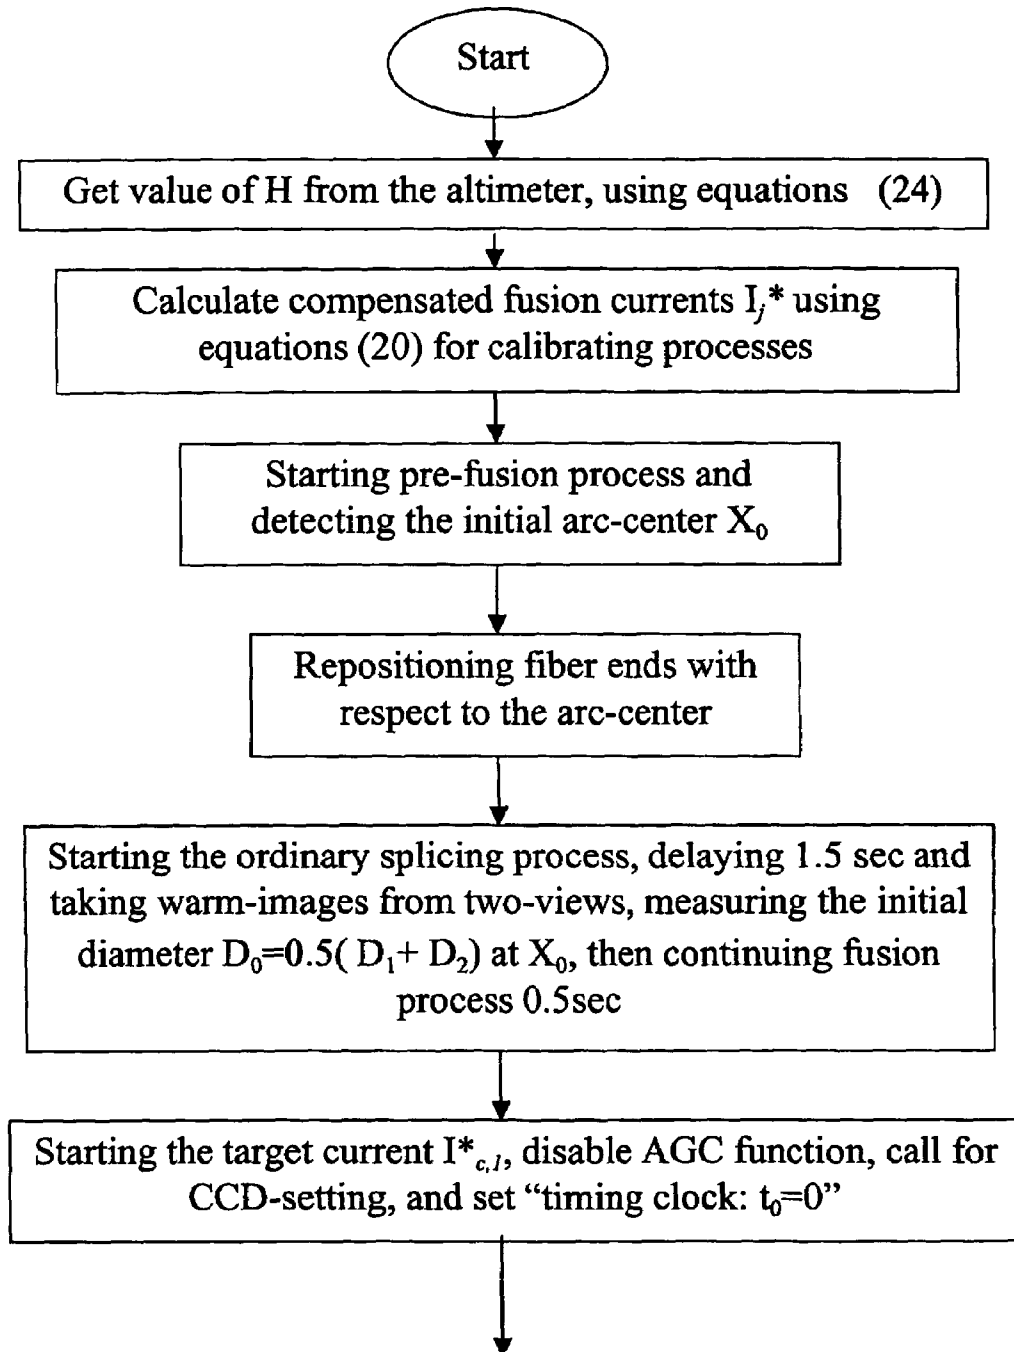 Start
Get value of H from the altimeter, using equations (24)
Calculate compensated fusion currents Iⱼ* using
equations (20) for calibrating processes
Starting pre-fusion process and
detecting the initial arc-center X₀
Repositioning fiber ends with
respect to the arc-center
Starting the ordinary splicing process, delaying 1.5 sec and
taking warm-images from two-views, measuring the initial
diameter D₀=0.5( D₁+ D₂) at X₀, then continuing fusion
process 0.5sec
Starting the target current I*c,1, disable AGC function, call for
CCD-setting, and set “timing clock: t₀=0”